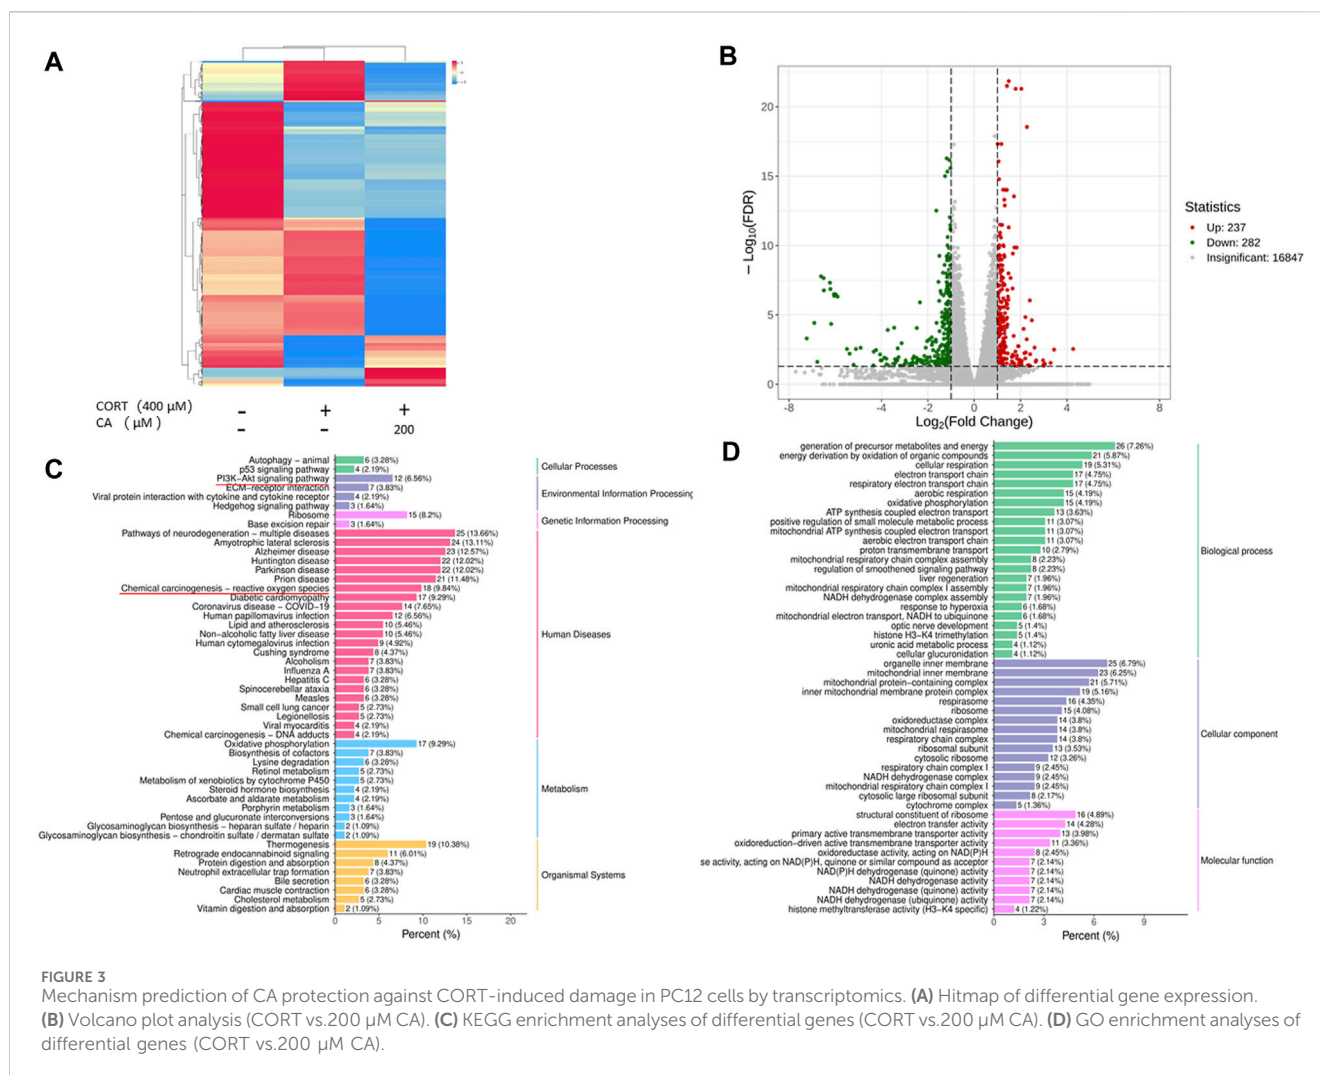 A
CORT (400 μM) - + +
CA ( μM ) - - 200
B
20
15
10
5
0
-8 -4 -2 0 2 4 8
− Log10(FDR)
Log2(Fold Change)
Statistics
Up: 237
Down: 282
Insignificant: 16847
C
Autophagy − animal 6 (3.28%)
p53 signaling pathway 4 (2.19%)
PI3K−Akt signaling pathway 12 (6.56%)
ECM−receptor interaction 7 (3.83%)
Viral protein interaction with cytokine and cytokine receptor 4 (2.19%)
Hedgehog signaling pathway 3 (1.64%)
Ribosome 15 (8.2%)
Base excision repair 3 (1.64%)
Pathways of neurodegeneration − multiple diseases 25 (13.66%)
Amyotrophic lateral sclerosis 24 (13.11%)
Alzheimer disease 23 (12.57%)
Huntington disease 22 (12.02%)
Parkinson disease 22 (12.02%)
Prion disease 21 (11.48%)
Chemical carcinogenesis − reactive oxygen species 18 (9.84%)
Diabetic cardiomyopathy 17 (9.29%)
Coronavirus disease − COVID−19 14 (7.65%)
Human papillomavirus infection 12 (6.56%)
Lipid and atherosclerosis 10 (5.46%)
Non−alcoholic fatty liver disease 10 (5.46%)
Human cytomegalovirus infection 9 (4.92%)
Cushing syndrome 8 (4.37%)
Alcoholism 7 (3.83%)
Influenza A 7 (3.83%)
Hepatitis C 6 (3.28%)
Spinocerebellar ataxia 6 (3.28%)
Measles 6 (3.28%)
Small cell lung cancer 5 (2.73%)
Legionellosis 5 (2.73%)
Viral myocarditis 4 (2.19%)
Chemical carcinogenesis − DNA adducts 4 (2.19%)
Oxidative phosphorylation 17 (9.29%)
Biosynthesis of cofactors 7 (3.83%)
Lysine degradation 6 (3.28%)
Retinol metabolism 5 (2.73%)
Metabolism of xenobiotics by cytochrome P450 5 (2.73%)
Steroid hormone biosynthesis 4 (2.19%)
Ascorbate and aldarate metabolism 4 (2.19%)
Porphyrin metabolism 3 (1.64%)
Pentose and glucuronate interconversions 3 (1.64%)
Glycosaminoglycan biosynthesis − heparan sulfate / heparin 2 (1.09%)
Glycosaminoglycan biosynthesis − chondroitin sulfate / dermatan sulfate 2 (1.09%)
Thermogenesis 19 (10.38%)
Retrograde endocannabinoid signaling 11 (6.01%)
Protein digestion and absorption 8 (4.37%)
Neutrophil extracellular trap formation 7 (3.83%)
Bile secretion 6 (3.28%)
Cardiac muscle contraction 6 (3.28%)
Cholesterol metabolism 5 (2.73%)
Vitamin digestion and absorption 2 (1.09%)
Cellular Processes
Environmental Information Processing
Genetic Information Processing
Human Diseases
Metabolism
Organismal Systems
0 5 10 15 20
Percent (%)
D
generation of precursor metabolites and energy 26 (7.26%)
energy derivation by oxidation of organic compounds 21 (5.87%)
cellular respiration 19 (5.31%)
electron transport chain 17 (4.75%)
respiratory electron transport chain 17 (4.75%)
aerobic respiration 15 (4.19%)
oxidative phosphorylation 15 (4.19%)
ATP synthesis coupled electron transport 13 (3.63%)
positive regulation of small molecule metabolic process 11 (3.07%)
mitochondrial ATP synthesis coupled electron transport 11 (3.07%)
aerobic electron transport chain 11 (3.07%)
proton transmembrane transport 10 (2.79%)
mitochondrial respiratory chain complex assembly 8 (2.23%)
regulation of smoothened signaling pathway 8 (2.23%)
liver regeneration 7 (1.96%)
mitochondrial respiratory chain complex I assembly 7 (1.96%)
NADH dehydrogenase complex assembly 7 (1.96%)
response to hyperoxia 6 (1.68%)
mitochondrial electron transport, NADH to ubiquinone 6 (1.68%)
optic nerve development 5 (1.4%)
histone H3−K4 trimethylation 5 (1.4%)
uronic acid metabolic process 4 (1.12%)
cellular glucuronidation 4 (1.12%)
organelle inner membrane 25 (6.79%)
mitochondrial inner membrane 23 (6.25%)
mitochondrial protein−containing complex 21 (5.71%)
inner mitochondrial membrane protein complex 19 (5.16%)
respirasome 16 (4.35%)
ribosome 15 (4.08%)
oxidoreductase complex 14 (3.8%)
mitochondrial respirasome 14 (3.8%)
respiratory chain complex 14 (3.8%)
ribosomal subunit 13 (3.53%)
cytosolic ribosome 12 (3.26%)
respiratory chain complex I 9 (2.45%)
NADH dehydrogenase complex 9 (2.45%)
mitochondrial respiratory chain complex I 9 (2.45%)
cytosolic large ribosomal subunit 8 (2.17%)
cytochrome complex 5 (1.36%)
structural constituent of ribosome 16 (4.89%)
electron transfer activity 14 (4.28%)
primary active transmembrane transporter activity 13 (3.98%)
oxidoreduction−driven active transmembrane transporter activity 11 (3.36%)
oxidoreductase activity, acting on NAD(P)H 8 (2.45%)
se activity, acting on NAD(P)H, quinone or similar compound as acceptor 7 (2.14%)
NAD(P)H dehydrogenase (quinone) activity 7 (2.14%)
NADH dehydrogenase activity 7 (2.14%)
NADH dehydrogenase (quinone) activity 7 (2.14%)
NADH dehydrogenase (ubiquinone) activity 7 (2.14%)
histone methyltransferase activity (H3−K4 specific) 4 (1.22%)
Biological process
Cellular component
Molecular function
0 3 6 9
Percent (%)
FIGURE 3
Mechanism prediction of CA protection against CORT-induced damage in PC12 cells by transcriptomics. (A) Hitmap of differential gene expression.
(B) Volcano plot analysis (CORT vs.200 μM CA). (C) KEGG enrichment analyses of differential genes (CORT vs.200 μM CA). (D) GO enrichment analyses of
differential genes (CORT vs.200 μM CA).